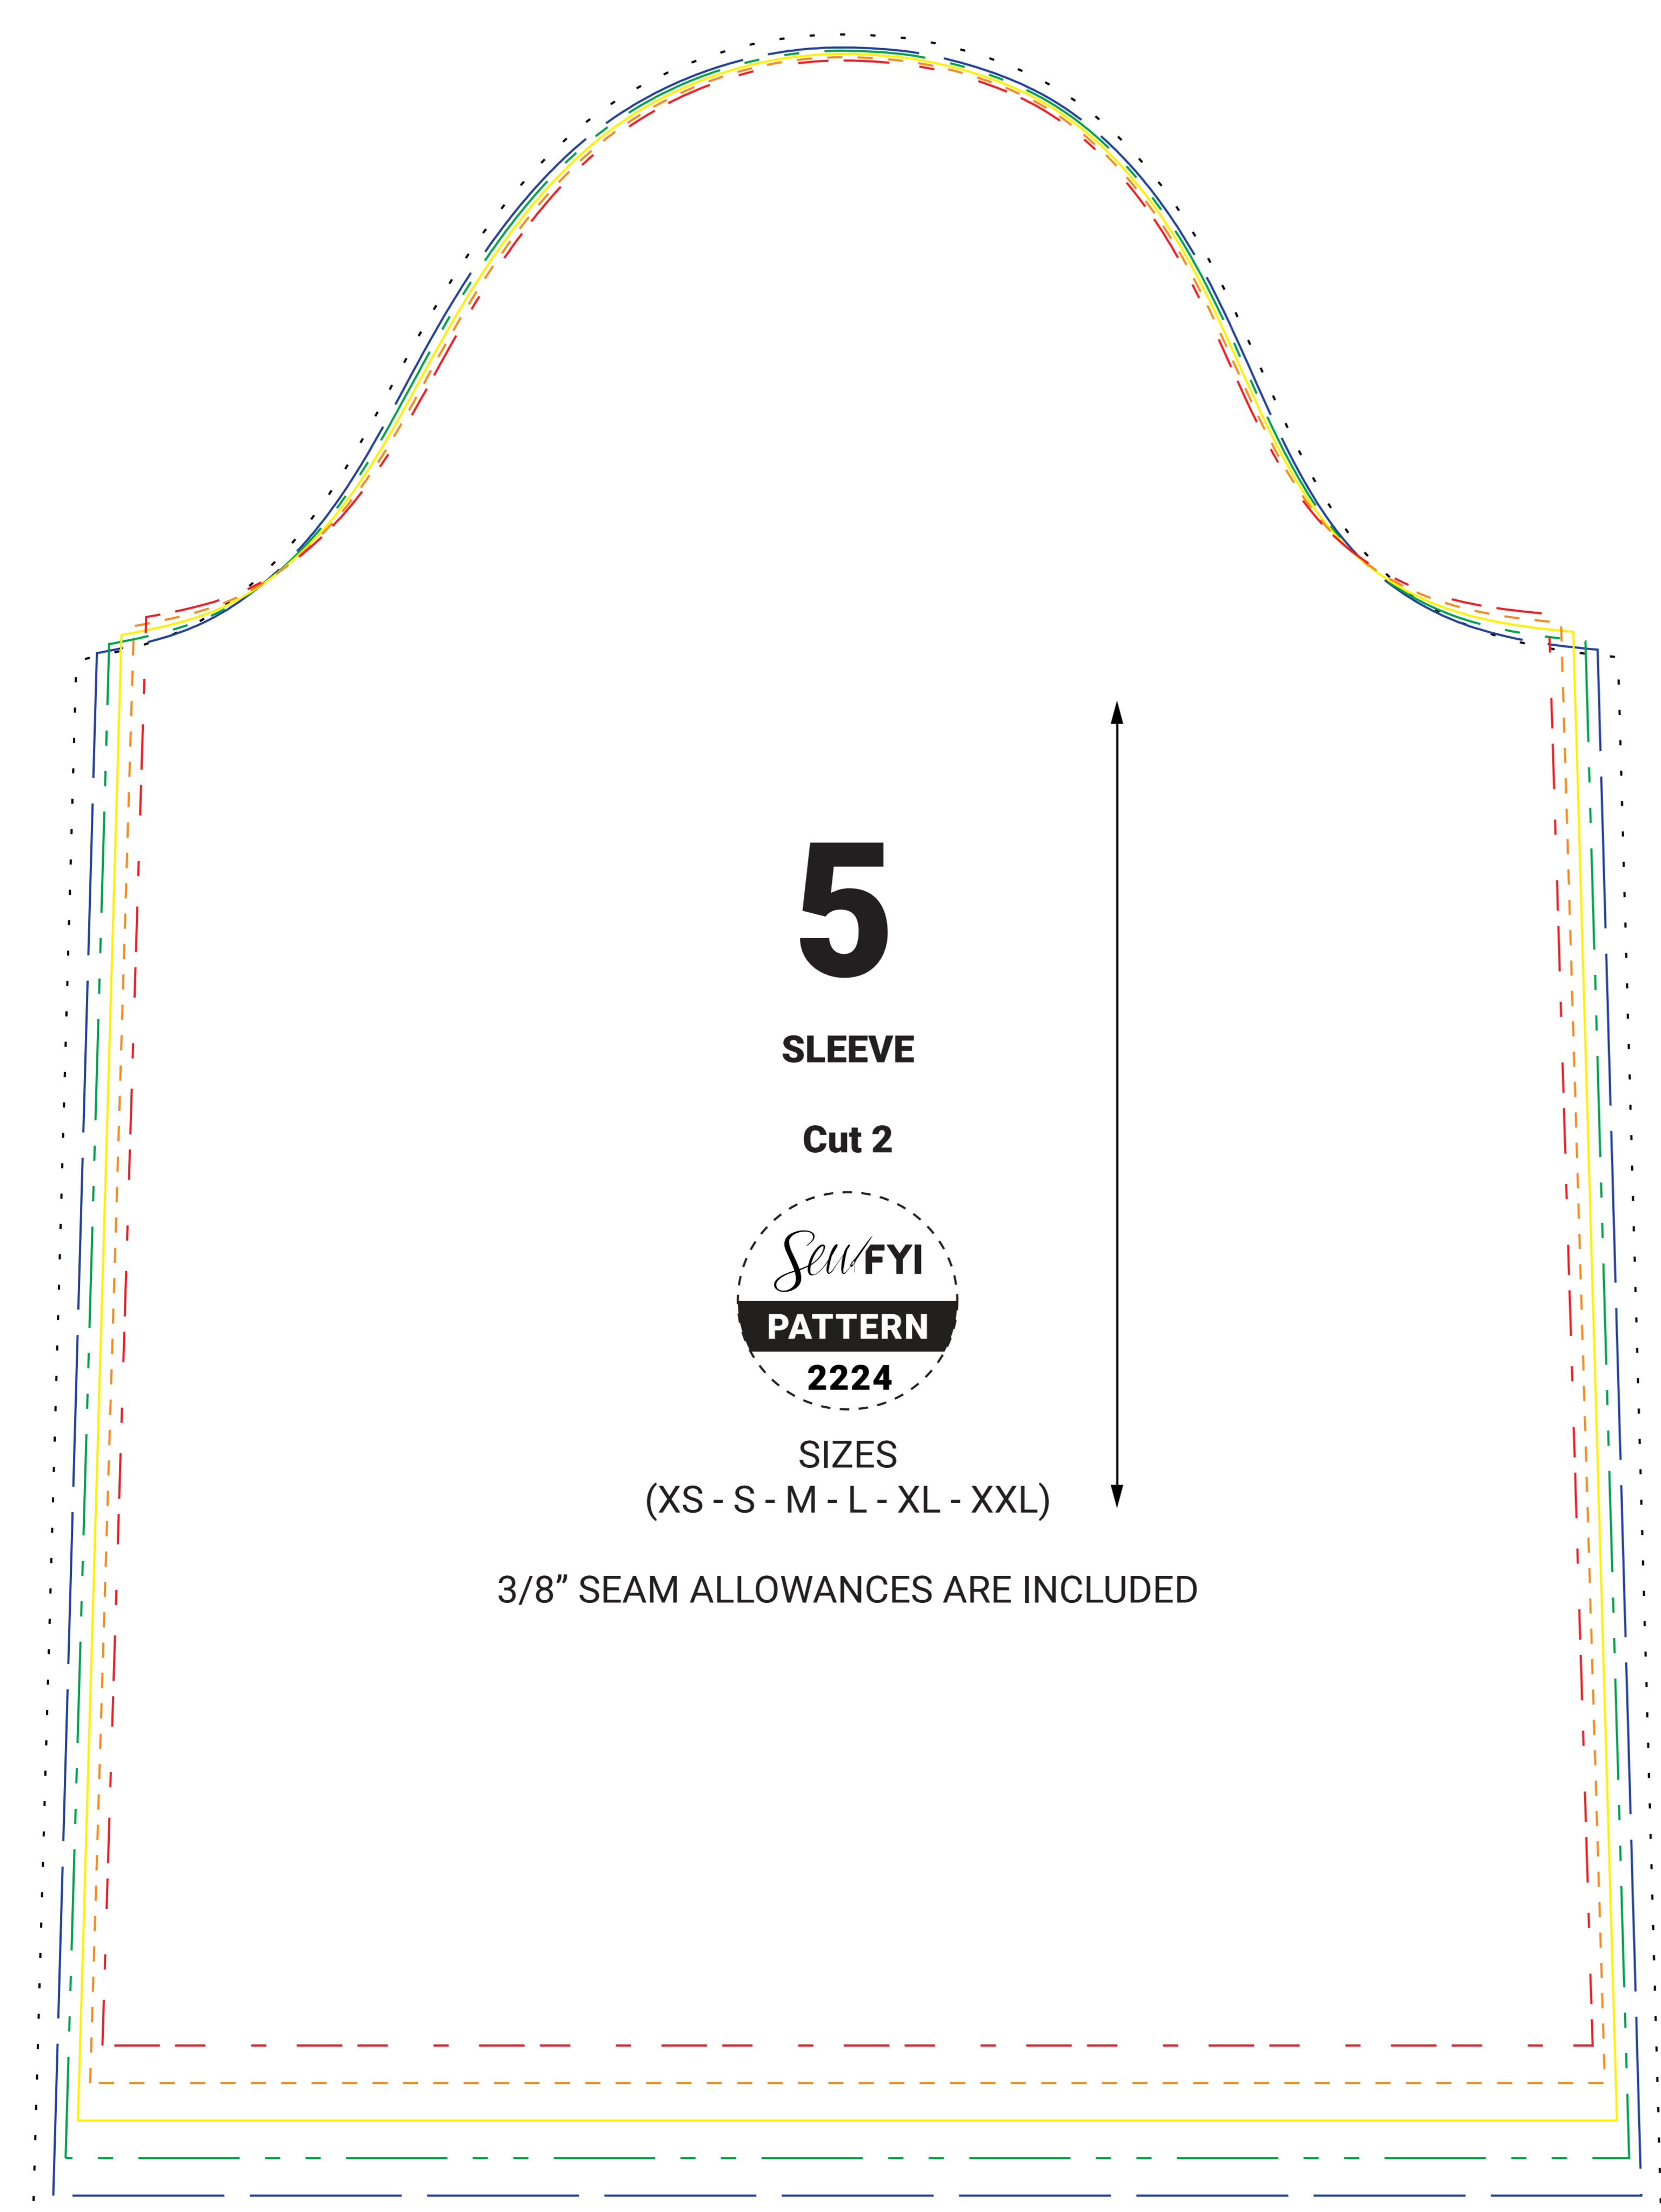 5
SLEEVE
Cut 2
Sew FYI
PATTERN
2224
SIZES
(XS - S - M - L - XL - XXL)
3/8” SEAM ALLOWANCES ARE INCLUDED